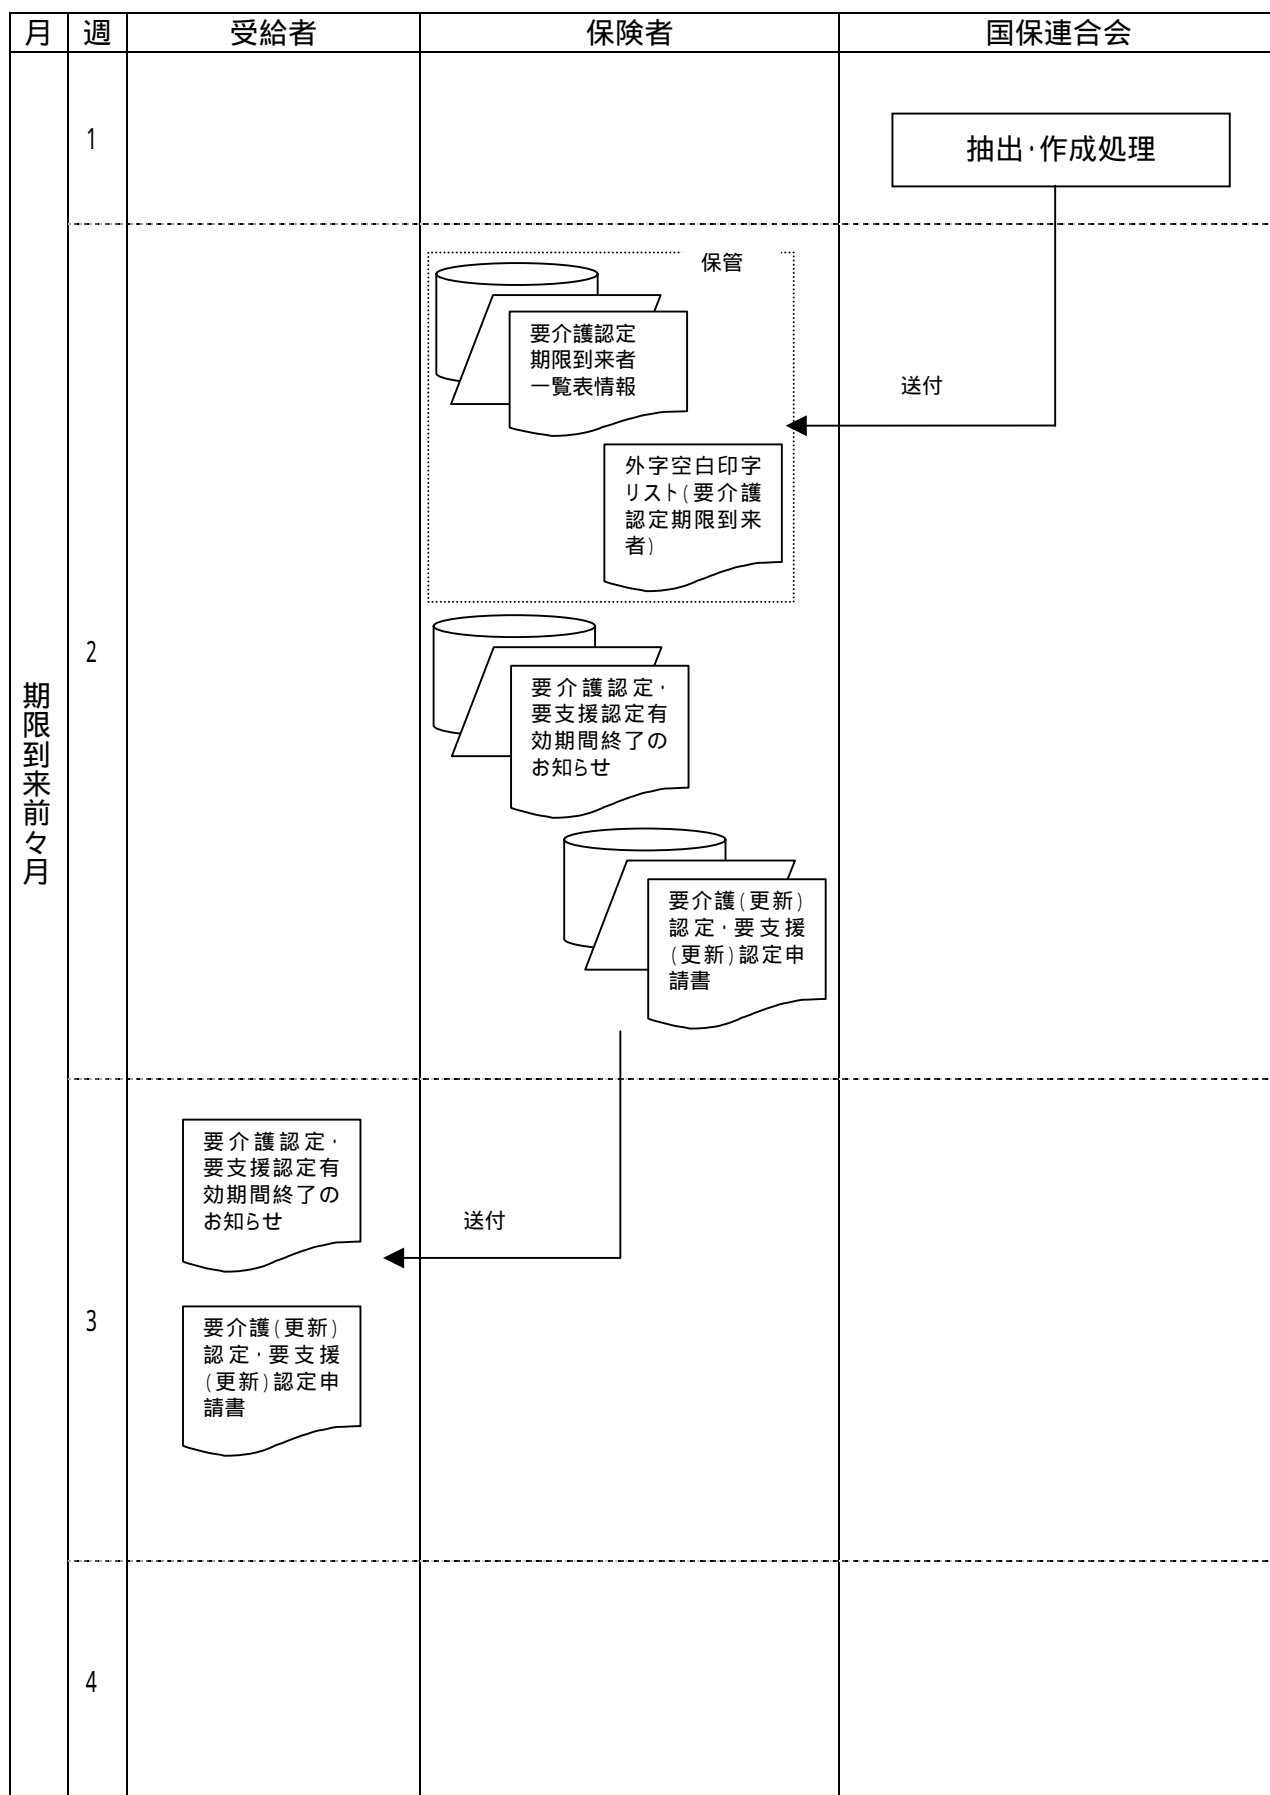 月 週 受給者 保険者 国保連合会
1
抽出・作成処理
保管
要介護認定
期限到来者
一覧表情報
送付
外字空白印字
リスト(要介護
認定期限到来
者)
2
期限到来前々月
要介護認定・
要支援認定有
効期間終了の
お知らせ
要介護(更新)
認定・要支援
(更新)認定申
請書
要介護認定・
要支援認定有
効期間終了の
お知らせ
送付
3
要介護(更新)
認定・要支援
(更新)認定申
請書
4